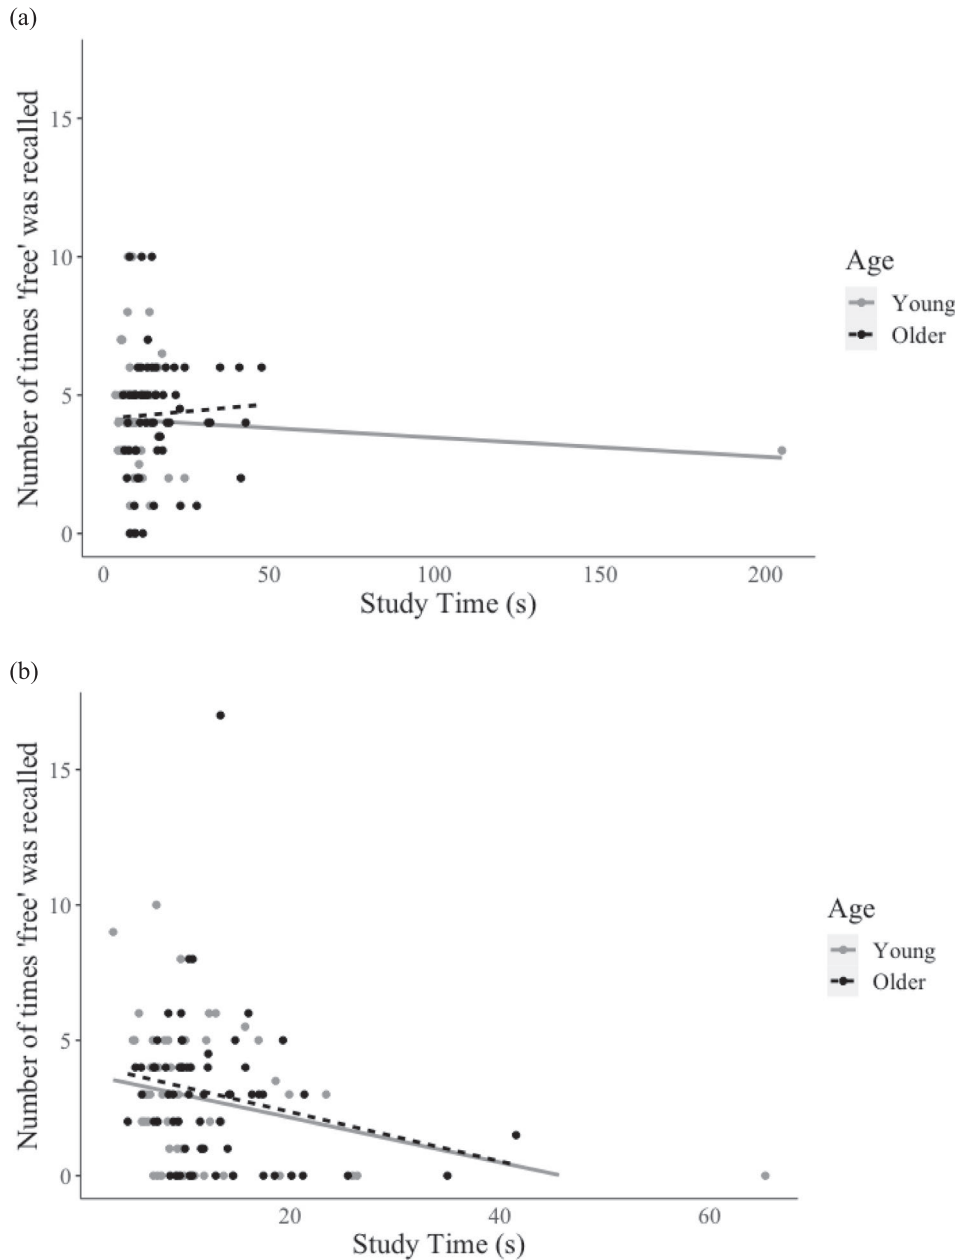 (a)
Number of times 'free' was recalled
15
10
5
0
0 50 100 150 200
Study Time (s)
Age
Young
Older
(b)
Number of times 'free' was recalled
15
10
5
0
20 40 60
Study Time (s)
Age
Young
Older